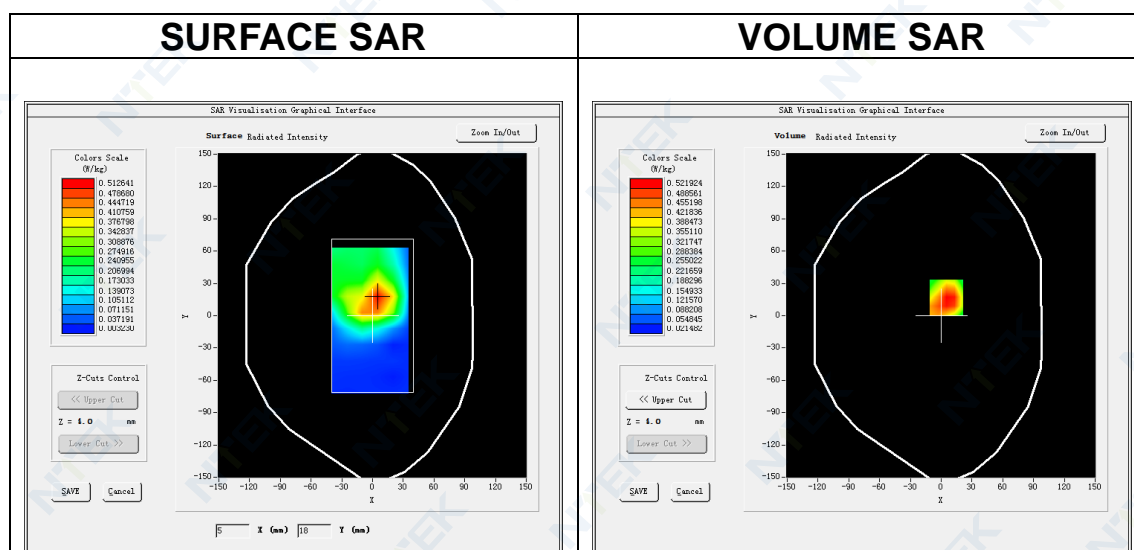 SURFACE SAR
VOLUME SAR
SAR Visualisation Graphical Interface
Surface Radiated Intensity
Zoom In/Out
Colors Scale
(W/kg)
0.512641
0.478680
0.444719
0.410759
0.376798
0.342837
0.308876
0.274916
0.240955
0.206994
0.173033
0.139073
0.105112
0.071151
0.037191
0.003230
Z-Cuts Control
<< Upper Cut
Z = 4.0 mm
Lower Cut >>
SAVE
Cancel
150
120
90
60
30
0
-30
-60
-90
-120
-150
Y
-150 -120 -90 -60 -30 0 30 60 90 120 150
X
5 X (mm) 18 Y (mm)
SAR Visualisation Graphical Interface
Volume Radiated Intensity
Zoom In/Out
Colors Scale
(W/kg)
0.521924
0.488561
0.455198
0.421836
0.388473
0.355110
0.321747
0.288384
0.255022
0.221659
0.188296
0.154933
0.121570
0.088208
0.054845
0.021482
Z-Cuts Control
<< Upper Cut
Z = 4.0 mm
Lower Cut >>
SAVE
Cancel
150
120
90
60
30
0
-30
-60
-90
-120
-150
Y
-150 -120 -90 -60 -30 0 30 60 90 120 150
X
NTEK